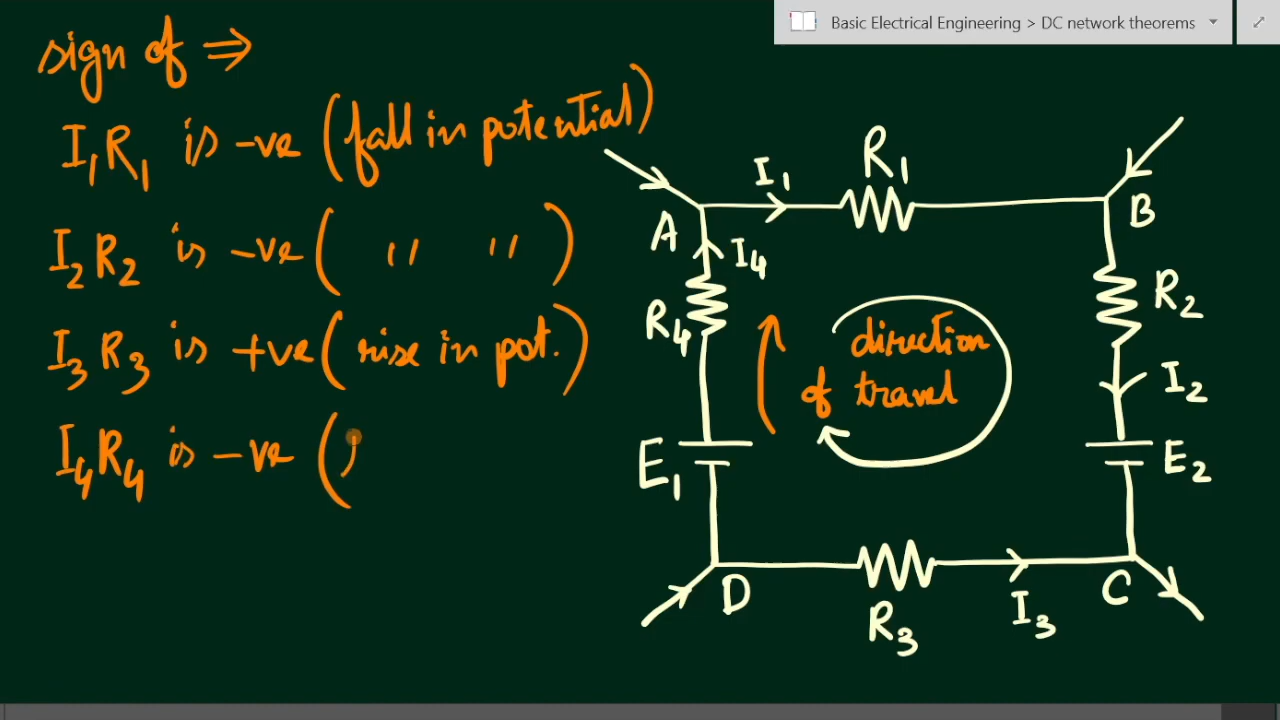 Basic Electrical Engineering > DC network theorems
sign of ⇒
I₁R₁ is -ve (fall in potential)
I₂R₂ is -ve ( " " )
I₃R₃ is +ve (rise in pot.)
I₄R₄ is -ve (
I₁
R₁
A
B
I₄
R₄
R₂
direction
of travel
I₂
E₁
E₂
D
C
R₃
I₃